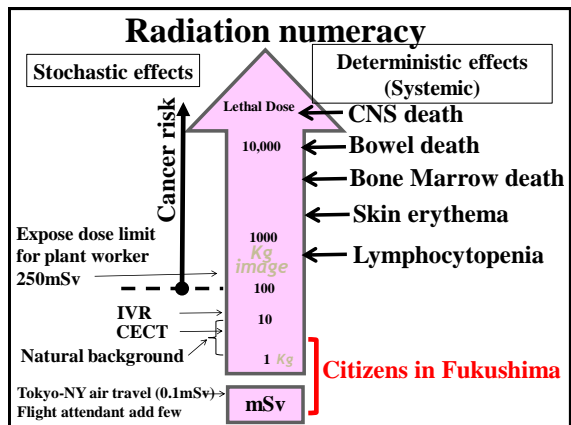 Radiation numeracy
Stochastic effects
Deterministic effects
(Systemic)
Lethal Dose
CNS death
10,000
Bowel death
Bone Marrow death
Cancer risk
Skin erythema
Expose dose limit
for plant worker
250mSv
1000
Kg
image
Lymphocytopenia
100
IVR
CECT
10
Natural background
1 Kg
Citizens in Fukushima
Tokyo-NY air travel (0.1mSv)
Flight attendant add few
mSv